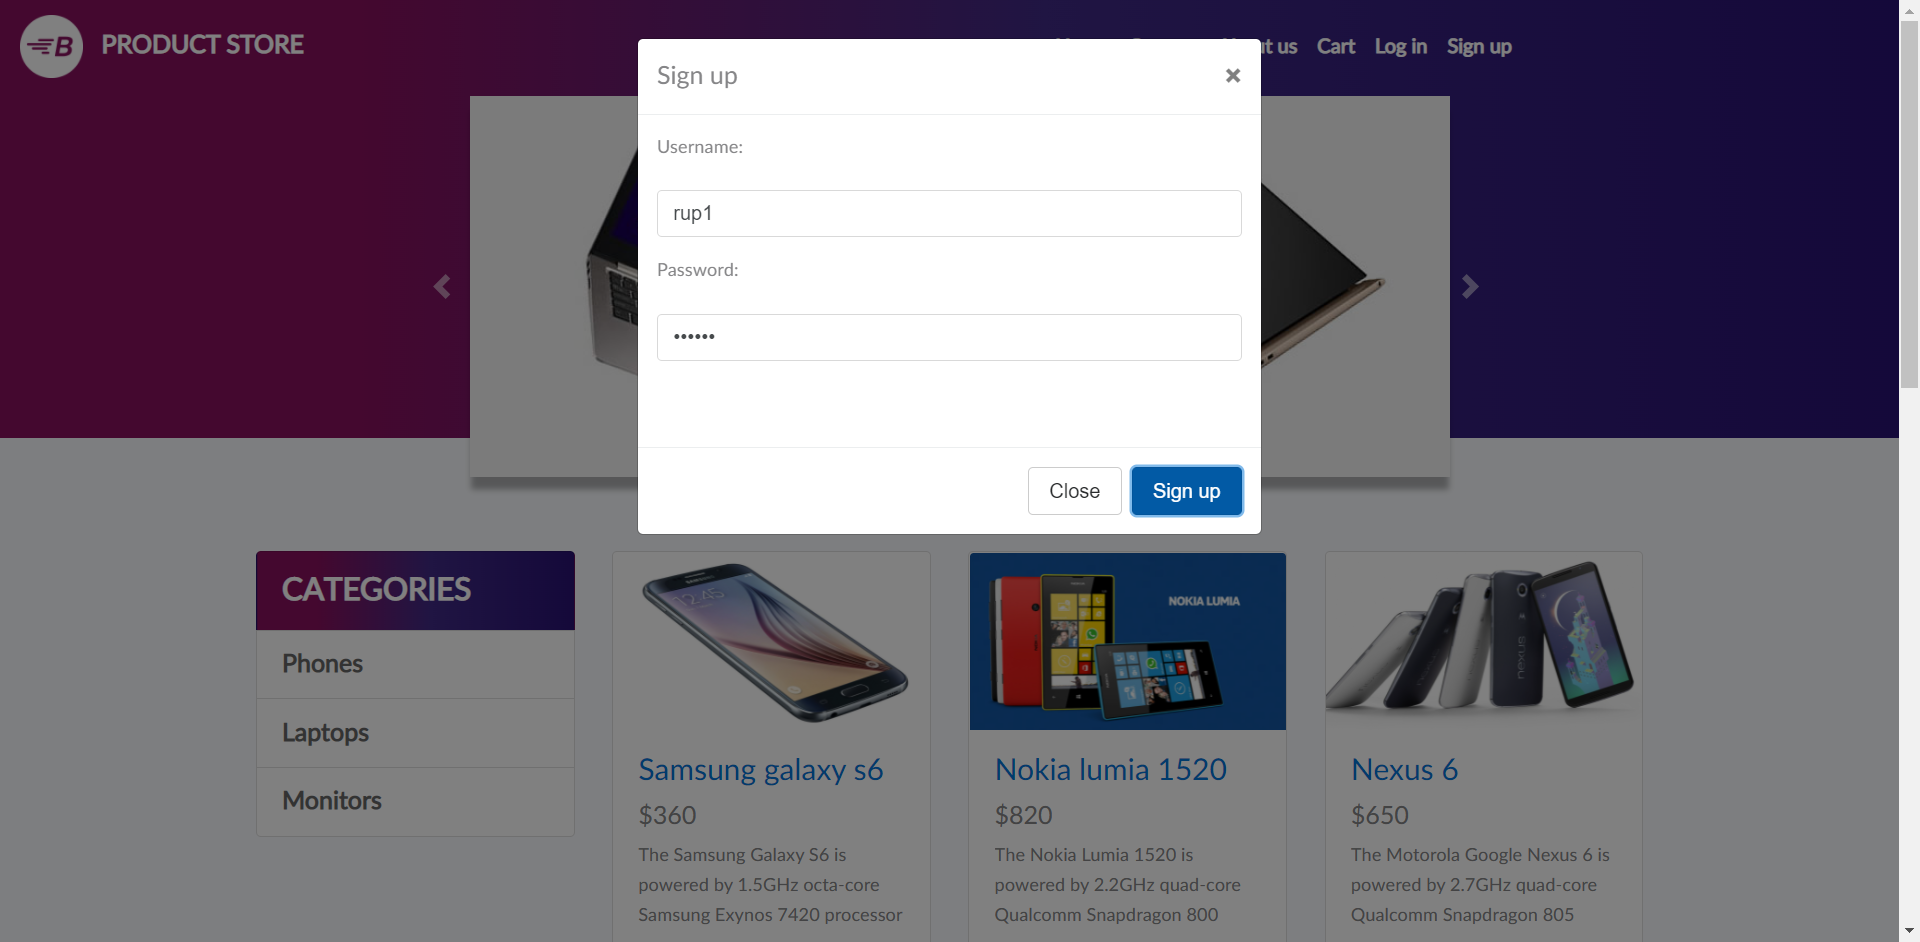 B PRODUCT STORE
t us Cart Log in Sign up
Sign up ×
Username:
rup1
Password:
••••••
Close Sign up
CATEGORIES
Phones
Laptops
Monitors
SAMSUNG
12:45
Samsung galaxy s6
$360
The Samsung Galaxy S6 is
powered by 1.5GHz octa-core
Samsung Exynos 7420 processor
NOKIA LUMIA
Nokia lumia 1520
$820
The Nokia Lumia 1520 is
powered by 2.2GHz quad-core
Qualcomm Snapdragon 800
nexus
Nexus 6
$650
The Motorola Google Nexus 6 is
powered by 2.7GHz quad-core
Qualcomm Snapdragon 805